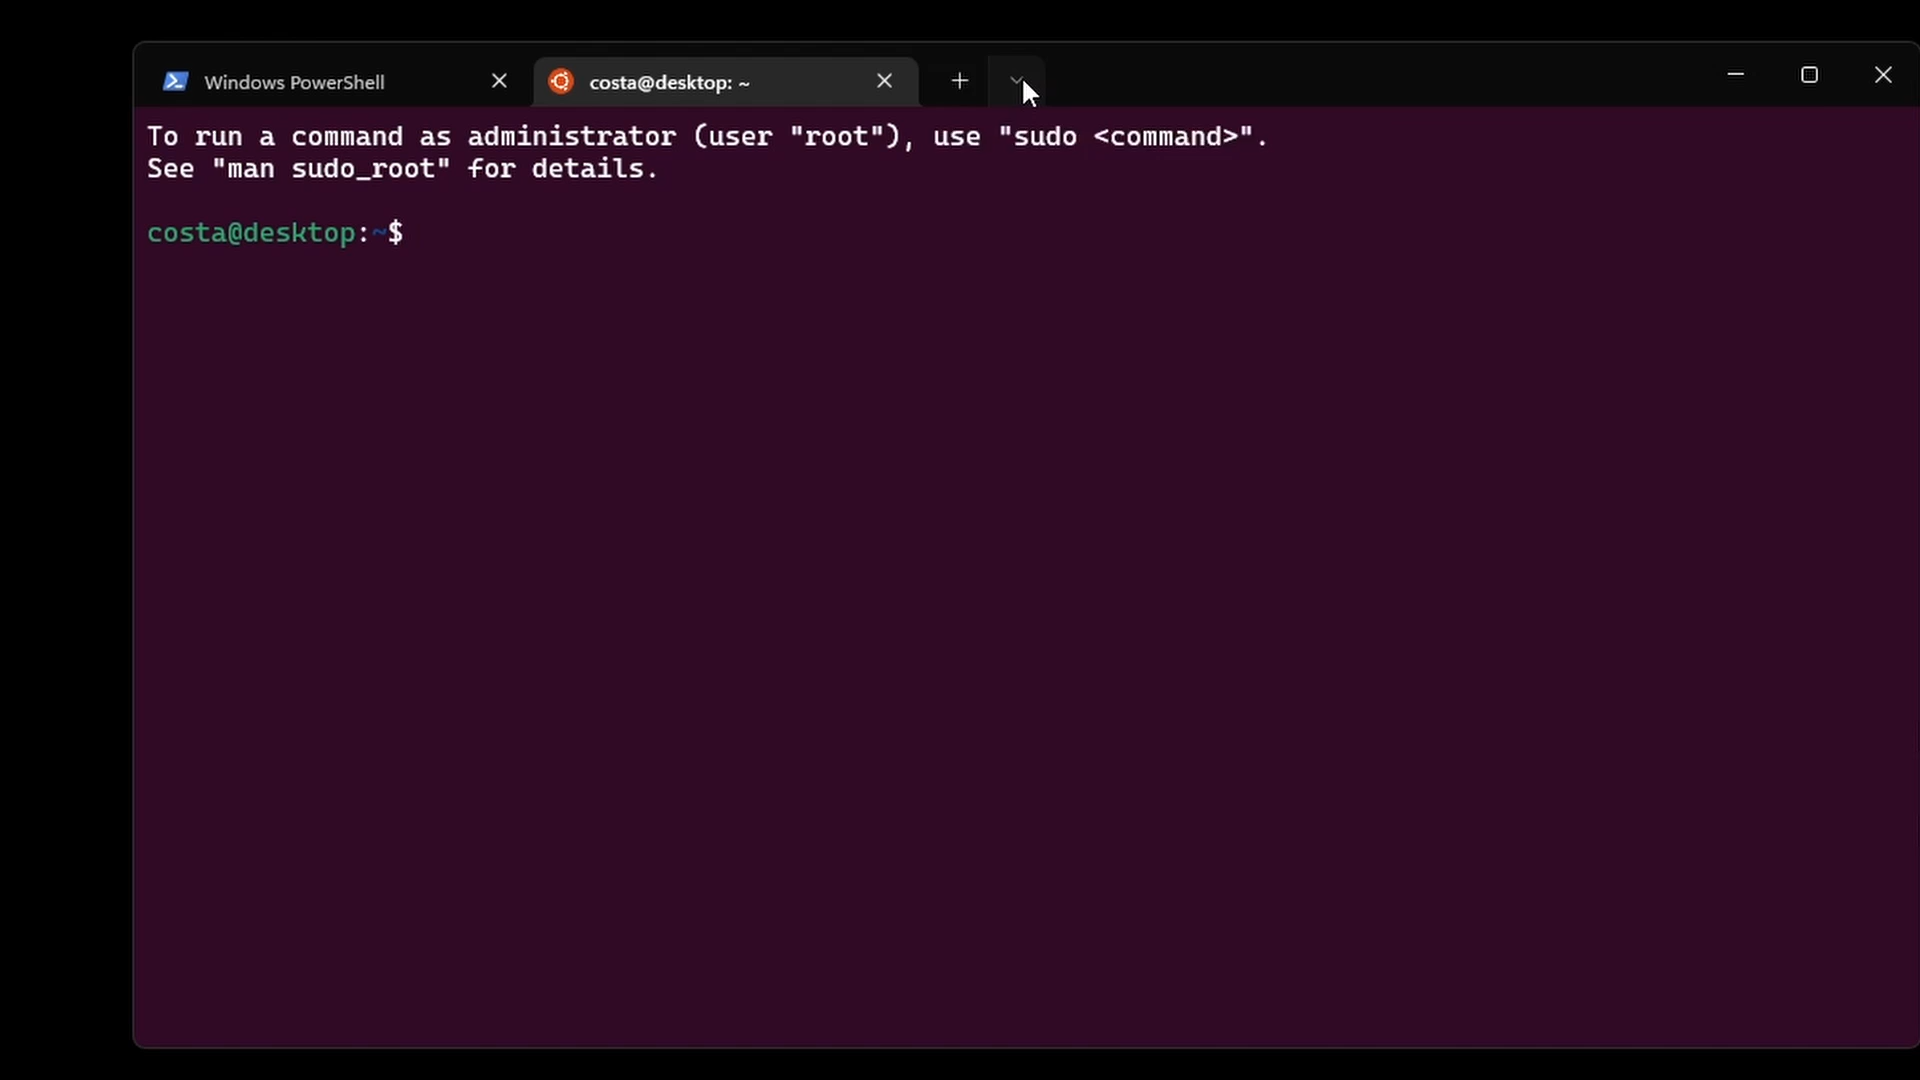 Windows PowerShell
costa@desktop: ~
To run a command as administrator (user "root"), use "sudo <command>".
See "man sudo_root" for details.
costa@desktop:~$